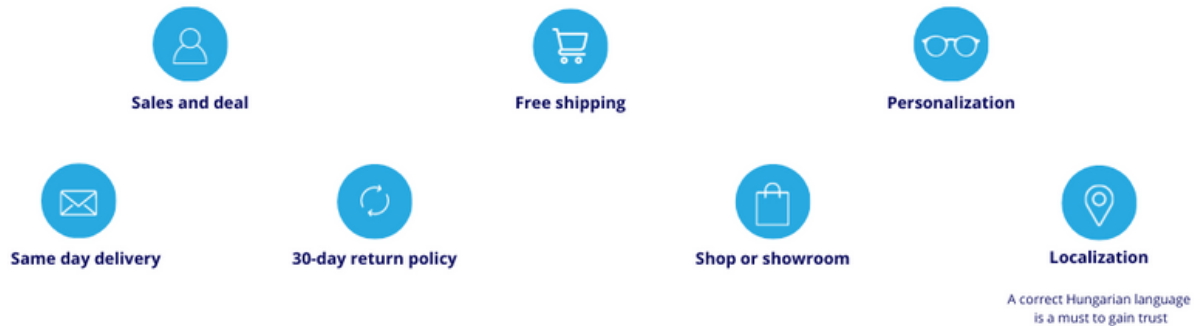 Sales and deal
Free shipping
Personalization
Same day delivery
30-day return policy
Shop or showroom
Localization
A correct Hungarian language
is a must to gain trust